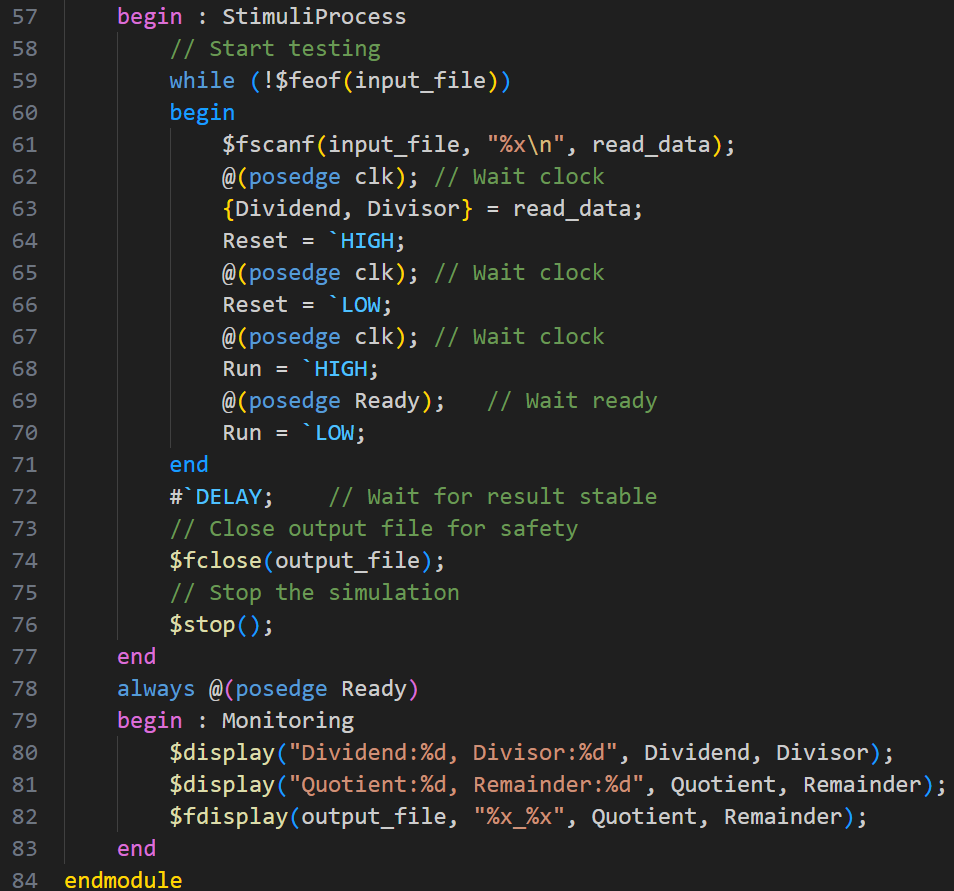 57 begin : StimuliProcess
58 // Start testing
59 while (!$feof(input_file))
60 begin
61 $fscanf(input_file, "%x\n", read_data);
62 @(posedge clk); // Wait clock
63 {Dividend, Divisor} = read_data;
64 Reset = `HIGH;
65 @(posedge clk); // Wait clock
66 Reset = `LOW;
67 @(posedge clk); // Wait clock
68 Run = `HIGH;
69 @(posedge Ready); // Wait ready
70 Run = `LOW;
71 end
72 #`DELAY; // Wait for result stable
73 // Close output file for safety
74 $fclose(output_file);
75 // Stop the simulation
76 $stop();
77 end
78 always @(posedge Ready)
79 begin : Monitoring
80 $display("Dividend:%d, Divisor:%d", Dividend, Divisor);
81 $display("Quotient:%d, Remainder:%d", Quotient, Remainder);
82 $fdisplay(output_file, "%x_%x", Quotient, Remainder);
83 end
84 endmodule